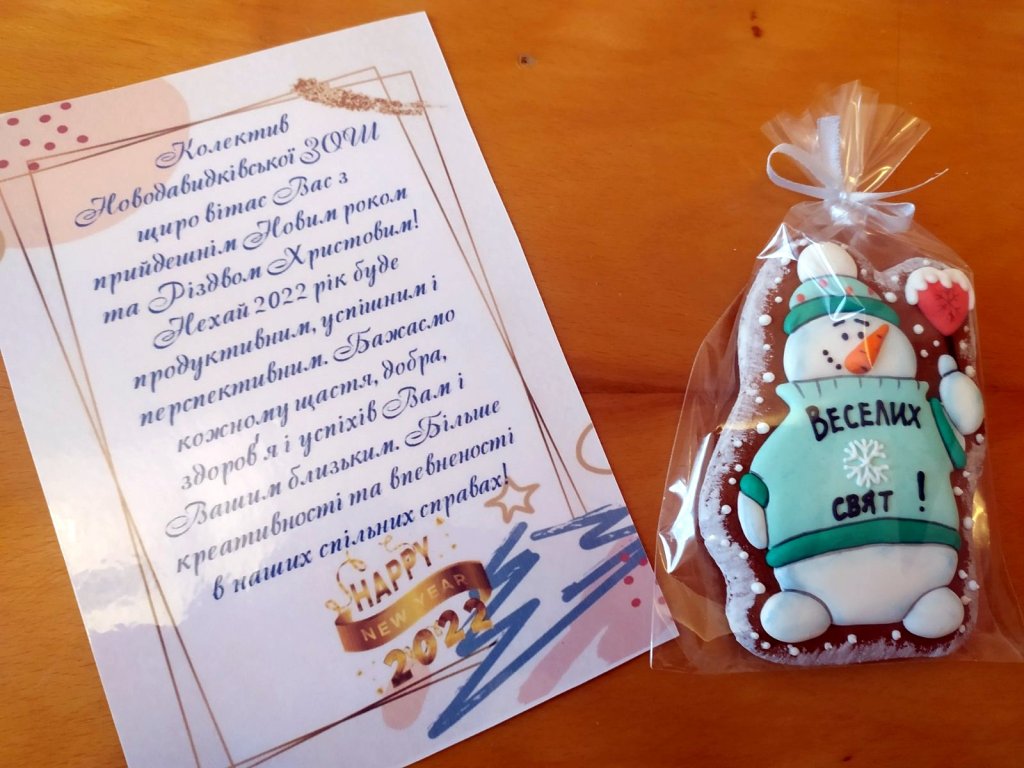 Колектив
Новодавидківської ЗОШ
щиро вітає Вас з
прийдешнім Новим роком
та Різдвом Христовим!
Нехай 2022 рік буде
продуктивним, успішним і
перспективним. Бажаємо
кожному щастя, добра,
здоров'я і успіхів Вам і
Вашим близьким. Більше
креативності та впевненості
в наших спільних справах!
HAPPY
NEW YEAR
2022
ВЕСЕЛИХ
СВЯТ !